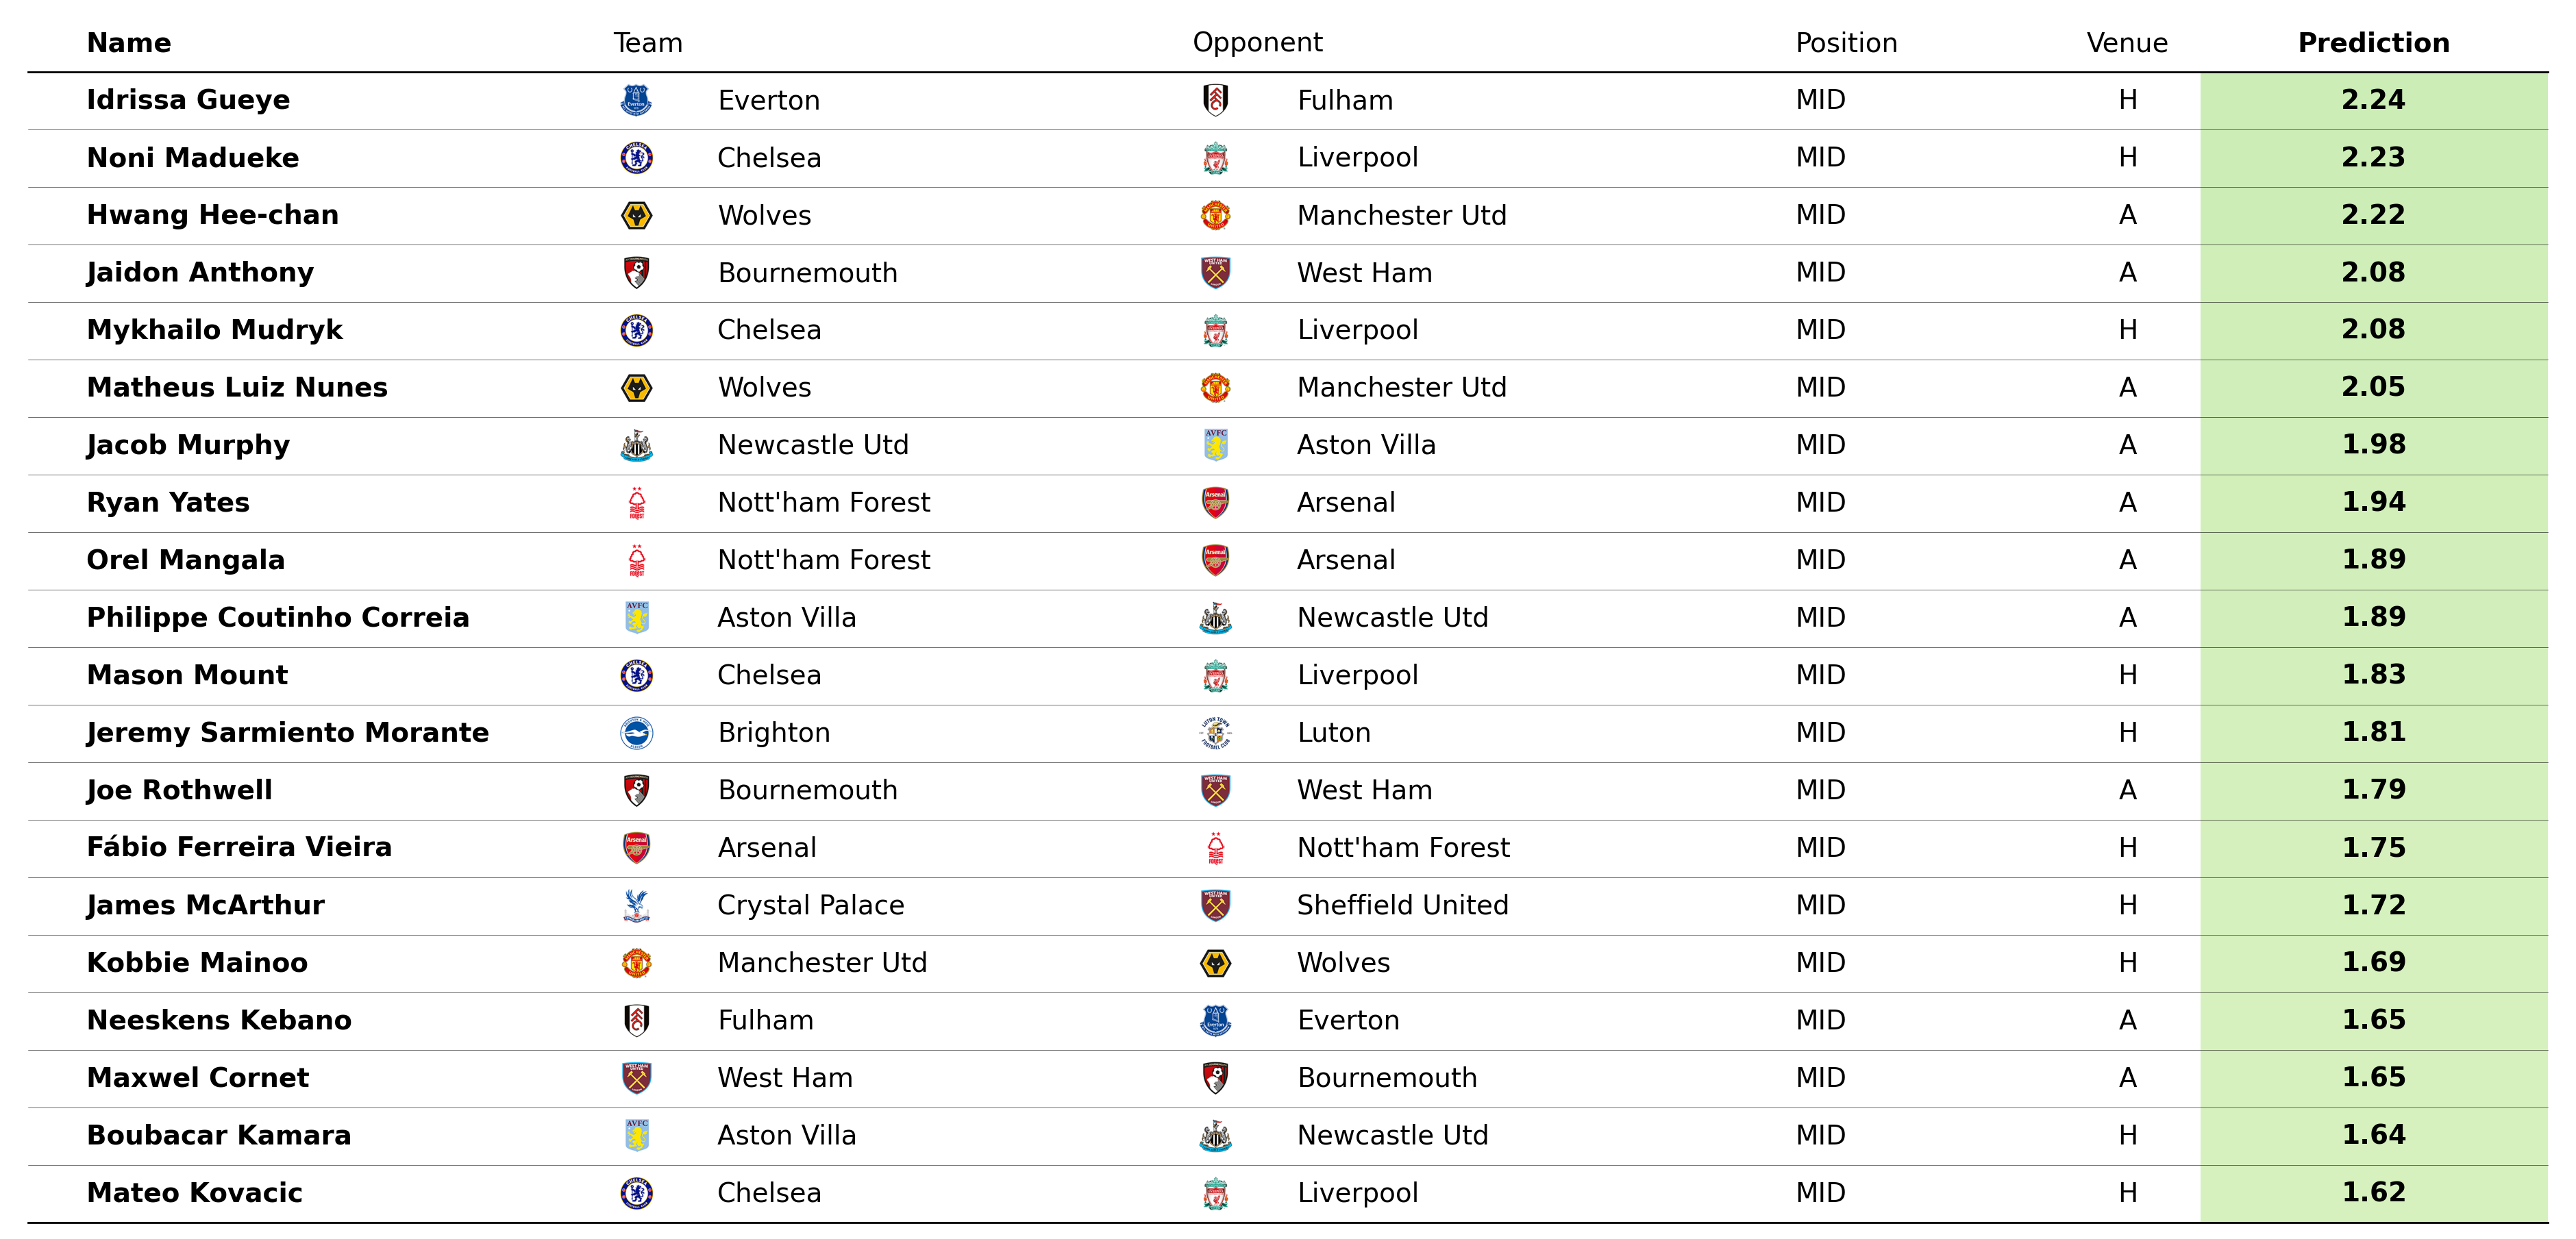 Name Team Opponent Position Venue Prediction
Idrissa Gueye Everton Fulham MID H 2.24
Noni Madueke Chelsea Liverpool MID H 2.23
Hwang Hee-chan Wolves Manchester Utd MID A 2.22
Jaidon Anthony Bournemouth West Ham MID A 2.08
Mykhailo Mudryk Chelsea Liverpool MID H 2.08
Matheus Luiz Nunes Wolves Manchester Utd MID A 2.05
Jacob Murphy Newcastle Utd Aston Villa MID A 1.98
Ryan Yates Nott'ham Forest Arsenal MID A 1.94
Orel Mangala Nott'ham Forest Arsenal MID A 1.89
Philippe Coutinho Correia Aston Villa Newcastle Utd MID A 1.89
Mason Mount Chelsea Liverpool MID H 1.83
Jeremy Sarmiento Morante Brighton Luton MID H 1.81
Joe Rothwell Bournemouth West Ham MID A 1.79
Fábio Ferreira Vieira Arsenal Nott'ham Forest MID H 1.75
James McArthur Crystal Palace Sheffield United MID H 1.72
Kobbie Mainoo Manchester Utd Wolves MID H 1.69
Neeskens Kebano Fulham Everton MID A 1.65
Maxwel Cornet West Ham Bournemouth MID A 1.65
Boubacar Kamara Aston Villa Newcastle Utd MID H 1.64
Mateo Kovacic Chelsea Liverpool MID H 1.62